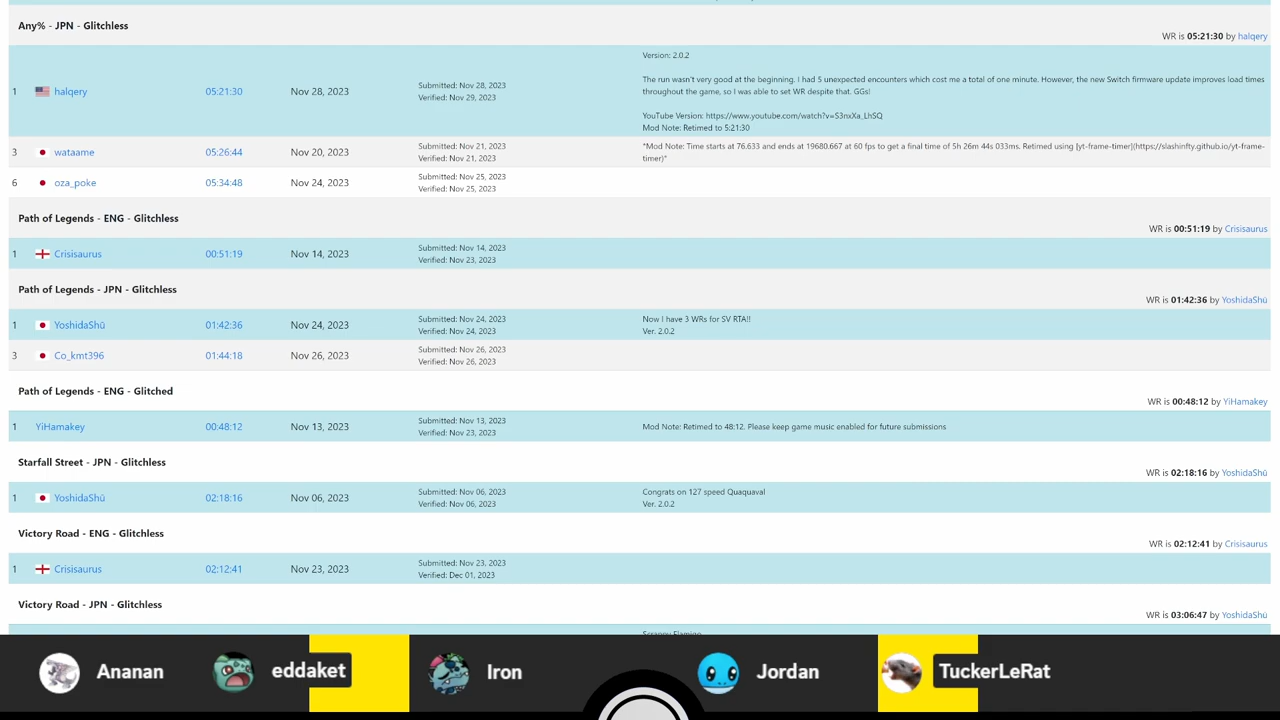 Any% - JPN - Glitchless
WR is 05:21:30 by halqery
1 halqery 05:21:30 Nov 28, 2023
Submitted: Nov 28, 2023
Verified: Nov 29, 2023
Version: 2.0.2
The run wasn't very good at the beginning. I had 5 unexpected encounters which cost me a total of one minute. However, the new Switch firmware update improves load times
throughout the game, so I was able to set WR despite that. GGs!
YouTube Version: https://www.youtube.com/watch?v=S3nxXa_LhSQ
Mod Note: Retimed to 5:21:30
3 wataame 05:26:44 Nov 20, 2023
Submitted: Nov 21, 2023
Verified: Nov 21, 2023
"Mod Note: Time starts at 76.633 and ends at 19680.667 at 60 fps to get a final time of 5h 26m 44s 033ms. Retimed using [yt-frame-timer](https://slashinfty.github.io/yt-frame-
timer)"
6 oza_poke 05:34:48 Nov 24, 2023
Submitted: Nov 25, 2023
Verified: Nov 25, 2023
Path of Legends - ENG - Glitchless
WR is 00:51:19 by Crisisaurus
1 Crisisaurus 00:51:19 Nov 14, 2023
Submitted: Nov 14, 2023
Verified: Nov 23, 2023
Path of Legends - JPN - Glitchless
WR is 01:42:36 by YoshidaShū
1 YoshidaShū 01:42:36 Nov 24, 2023
Submitted: Nov 24, 2023
Verified: Nov 24, 2023
Now I have 3 WRs for SV RTA!!
Ver. 2.0.2
3 Co_kmt396 01:44:18 Nov 26, 2023
Submitted: Nov 26, 2023
Verified: Nov 26, 2023
Path of Legends - ENG - Glitched
WR is 00:48:12 by YiHamakey
1 YiHamakey 00:48:12 Nov 13, 2023
Submitted: Nov 13, 2023
Verified: Nov 23, 2023
Mod Note: Retimed to 48:12. Please keep game music enabled for future submissions
Starfall Street - JPN - Glitchless
WR is 02:18:16 by YoshidaShū
1 YoshidaShū 02:18:16 Nov 06, 2023
Submitted: Nov 06, 2023
Verified: Nov 06, 2023
Congrats on 127 speed Quaquaval
Ver. 2.0.2
Victory Road - ENG - Glitchless
WR is 02:12:41 by Crisisaurus
1 Crisisaurus 02:12:41 Nov 23, 2023
Submitted: Nov 23, 2023
Verified: Dec 01, 2023
Victory Road - JPN - Glitchless
WR is 03:06:47 by YoshidaShū
Ananan
eddaket
Iron
Jordan
TuckerLeRat